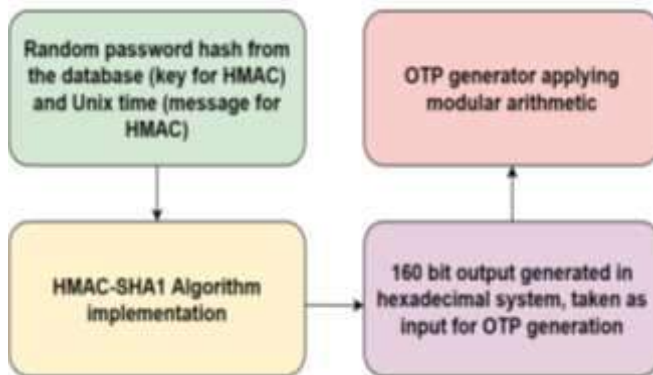 Random password hash from
the database (key for HMAC)
and Unix time (message for
HMAC)
HMAC-SHA1 Algorithm
implementation
160 bit output generated in
hexadecimal system, taken as
input for OTP generation
OTP generator applying
modular arithmetic